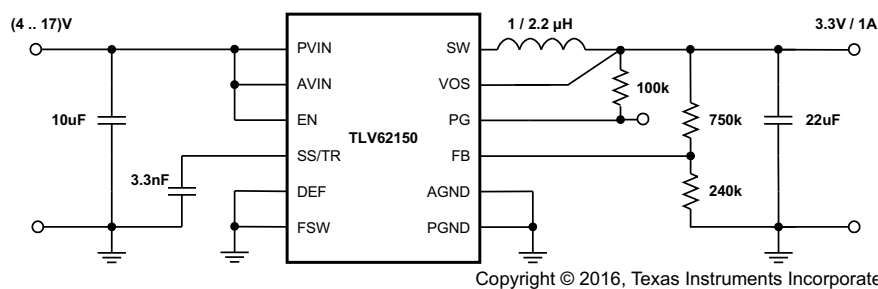 (4 .. 17)V
1 / 2.2 µH
3.3V / 1A
PVIN
SW
AVIN
VOS
100k
10uF
EN
PG
750k
22uF
TLV62150
SS/TR
FB
3.3nF
DEF
AGND
240k
FSW
PGND
Copyright © 2016, Texas Instruments Incorporate